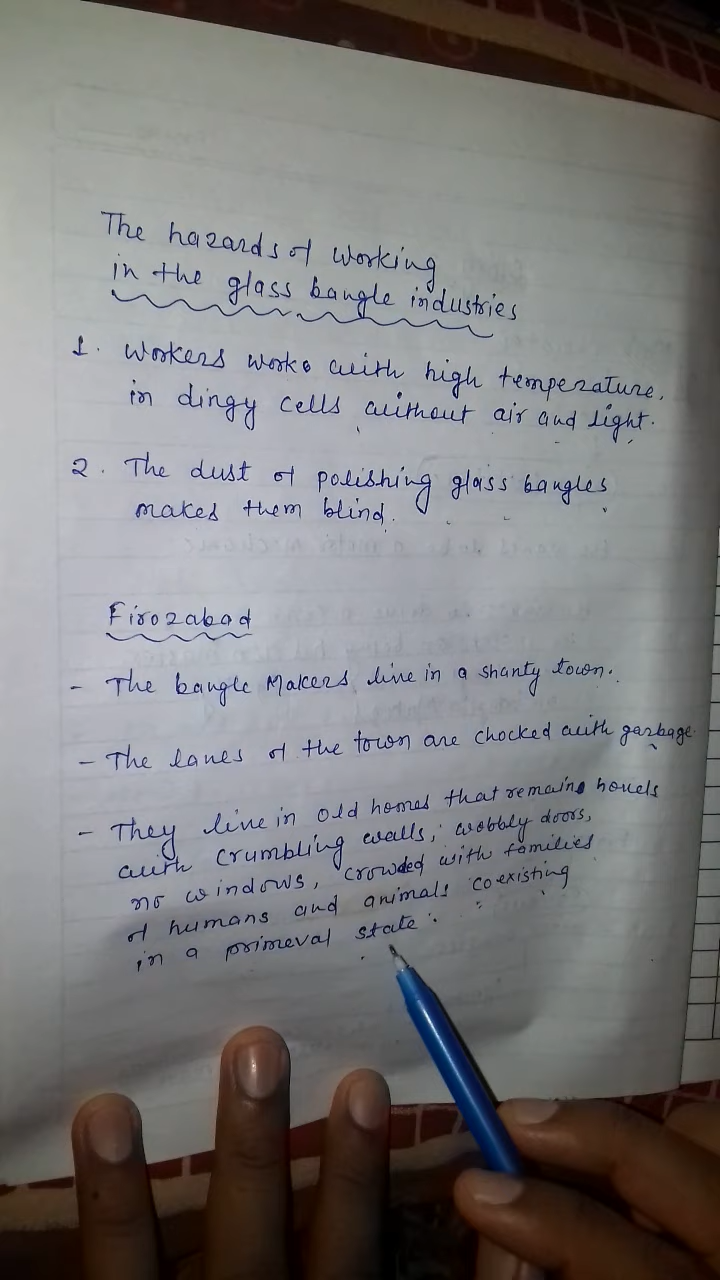 The hazards of working
in the glass bangle industries
1. Workers work with high temperature,
in dingy cells without air and light.
2. The dust of polishing glass bangles
makes them blind.
Firozabad
- The bangle Makers live in a shanty town.
- The lanes of the town are chocked with garbage
- They live in old homes that remains hovels
with crumbling walls, wobbly doors,
no windows, crowded with families
of humans and animals coexisting
in a primeval state.